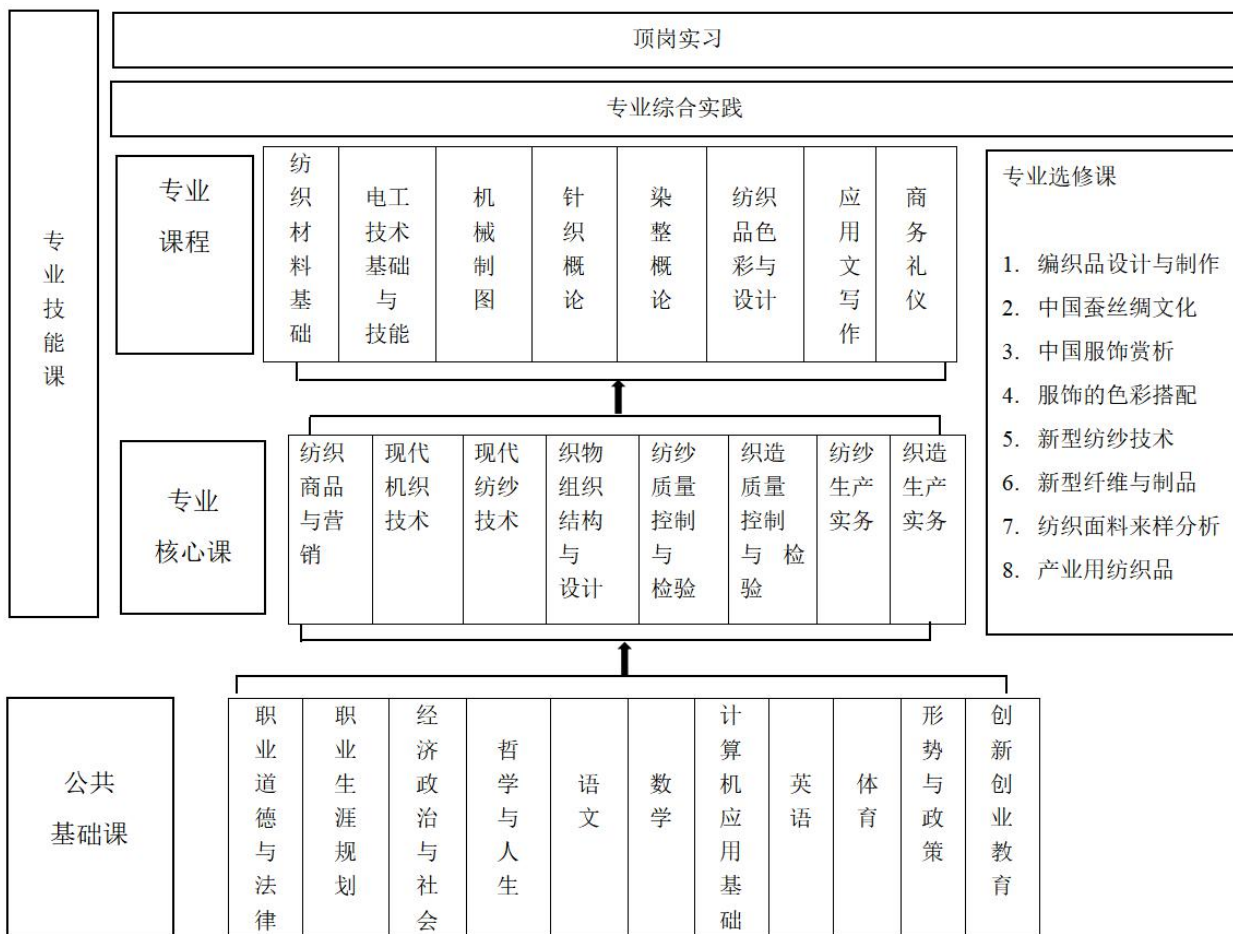 顶岗实习
专业综合实践
专业技能课
专业
课程
纺织材料基础
电工
技术
基础
与
技能
机械制图
针织概论
染整概论
纺织
品色
彩与
设计
应用文写作
商务礼仪
专业选修课
1. 编织品设计与制作
2. 中国蚕丝绸文化
3. 中国服饰赏析
4. 服饰的色彩搭配
5. 新型纺纱技术
6. 新型纤维与制品
7. 纺织面料来样分析
8. 产业用纺织品
专业
核心课
纺织
商品
与营
销
现代
机织
技术
现代
纺纱
技术
织物
组织
结构
与
设计
纺纱
质量
控制
与
检验
织造
质量
控制
与 检
验
纺纱
生产
实务
织造
生产
实务
公共
基础课
职业道德与法律
职业生涯规划
经济政治与社会
哲学与人生
语文
数学
计算机应用基础
英语
体育
形势与政策
创新创业教育